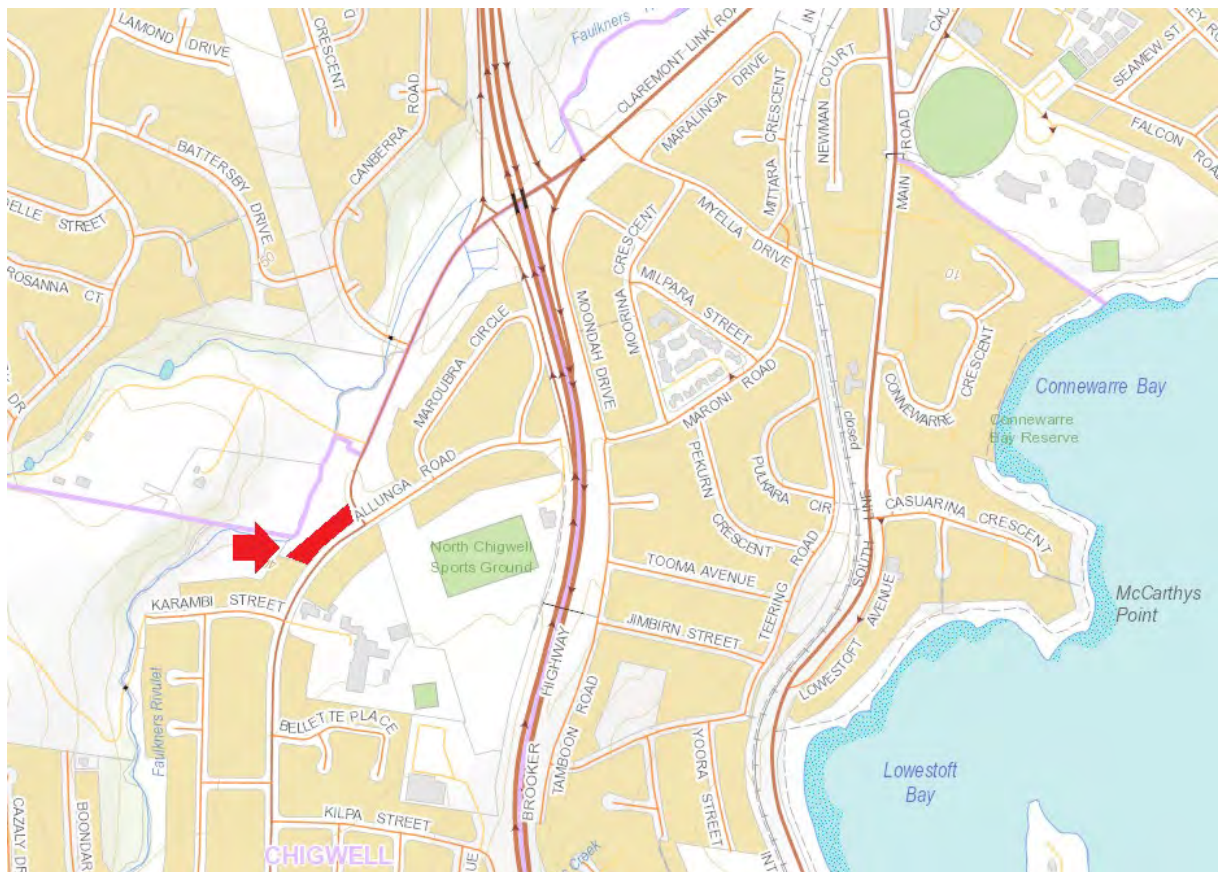 LAMOND DRIVE
CRESCENT
CANBERRA ROAD
BATTERSBY DRIVE
DELLE STREET
ROSANNA CT
Faulkners
CLAREMONT LINK ROAD
MARALINGA DRIVE
MITTARA CRESCENT
NEWMAN COURT
MAIN ROAD
SEAMEW ST
FALCON ROAD
MYELLA DRIVE
MOORINA CRESCENT
MILPARA STREET
MOONDAH DRIVE
MAROUBRA CIRCLE
MARONI ROAD
ALLUNGA ROAD
PEKURN CRESCENT
PULKARA CIR
closed
CONNEWARRE CRESCENT
10
Connewarre Bay
Connewarre
Bay Reserve
CASUARINA CRESCENT
McCarthys
Point
North Chigwell
Sports Ground
KARAMBI STREET
TOOMA AVENUE
JIMBIRN STREET
TEERING ROAD
SOUTH LINE
LOWESTOFT AVENUE
Faulkners Rivulet
BELLETTE PLACE
BROOKER HIGHWAY
TAMBOON ROAD
YOORA STREET
Lowestoft
Bay
KILPA STREET
CAZALY DR
BOONDAR
CHIGWELL
Creek